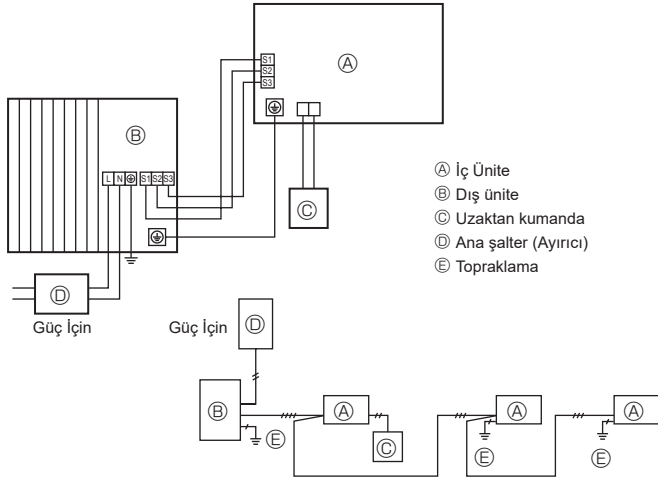 S1
S2
S3
Ⓐ
Ⓑ
L N S1 S2 S3
Ⓒ
Ⓓ
Güç İçin
Ⓐ İç Ünite
Ⓑ Dış ünite
Ⓒ Uzaktan kumanda
Ⓓ Ana şalter (Ayırıcı)
Ⓔ Topraklama
Güç İçin
Ⓓ
Ⓑ
Ⓔ
Ⓐ
Ⓒ
Ⓐ
Ⓔ
Ⓐ
Ⓔ